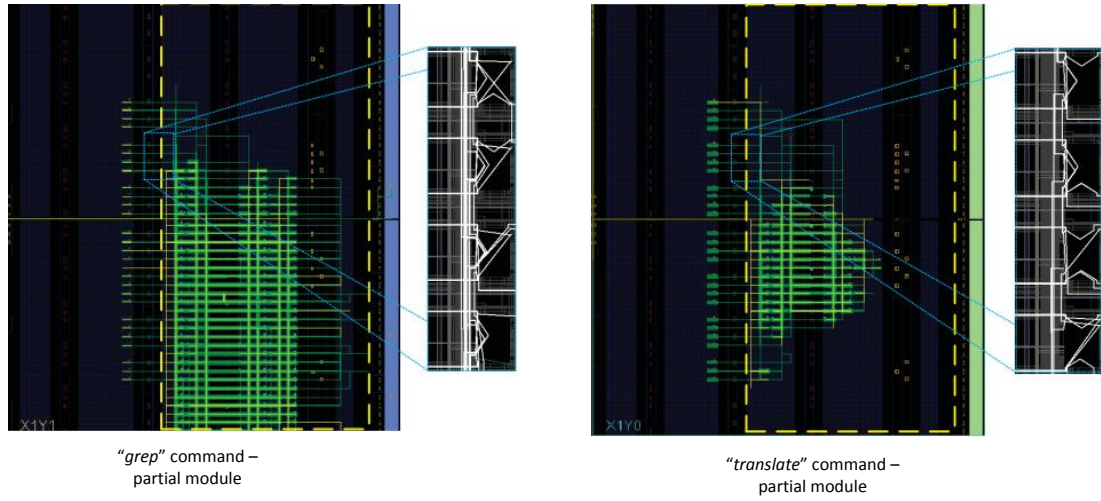 X1Y1
X1Y0
“grep” command –
partial module
“translate” command –
partial module